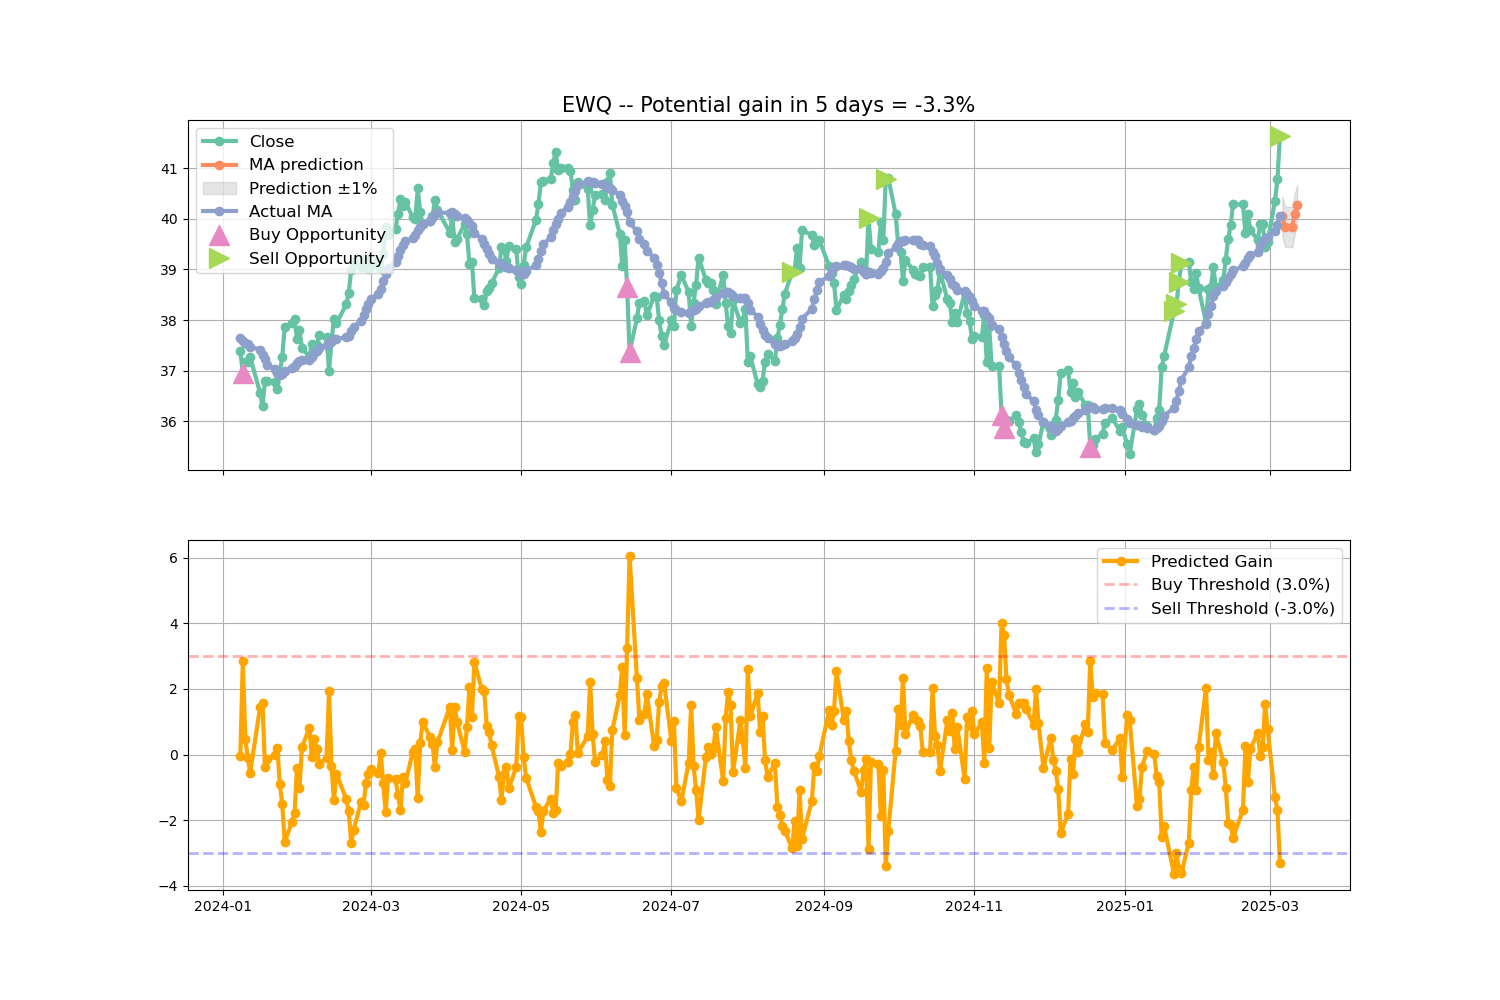 EWQ -- Potential gain in 5 days = -3.3%
Close
MA prediction
Prediction ±1%
Actual MA
Buy Opportunity
Sell Opportunity
41
40
39
38
37
36
Predicted Gain
Buy Threshold (3.0%)
Sell Threshold (-3.0%)
6
4
2
0
−2
−4
2024-01 2024-03 2024-05 2024-07 2024-09 2024-11 2025-01 2025-03